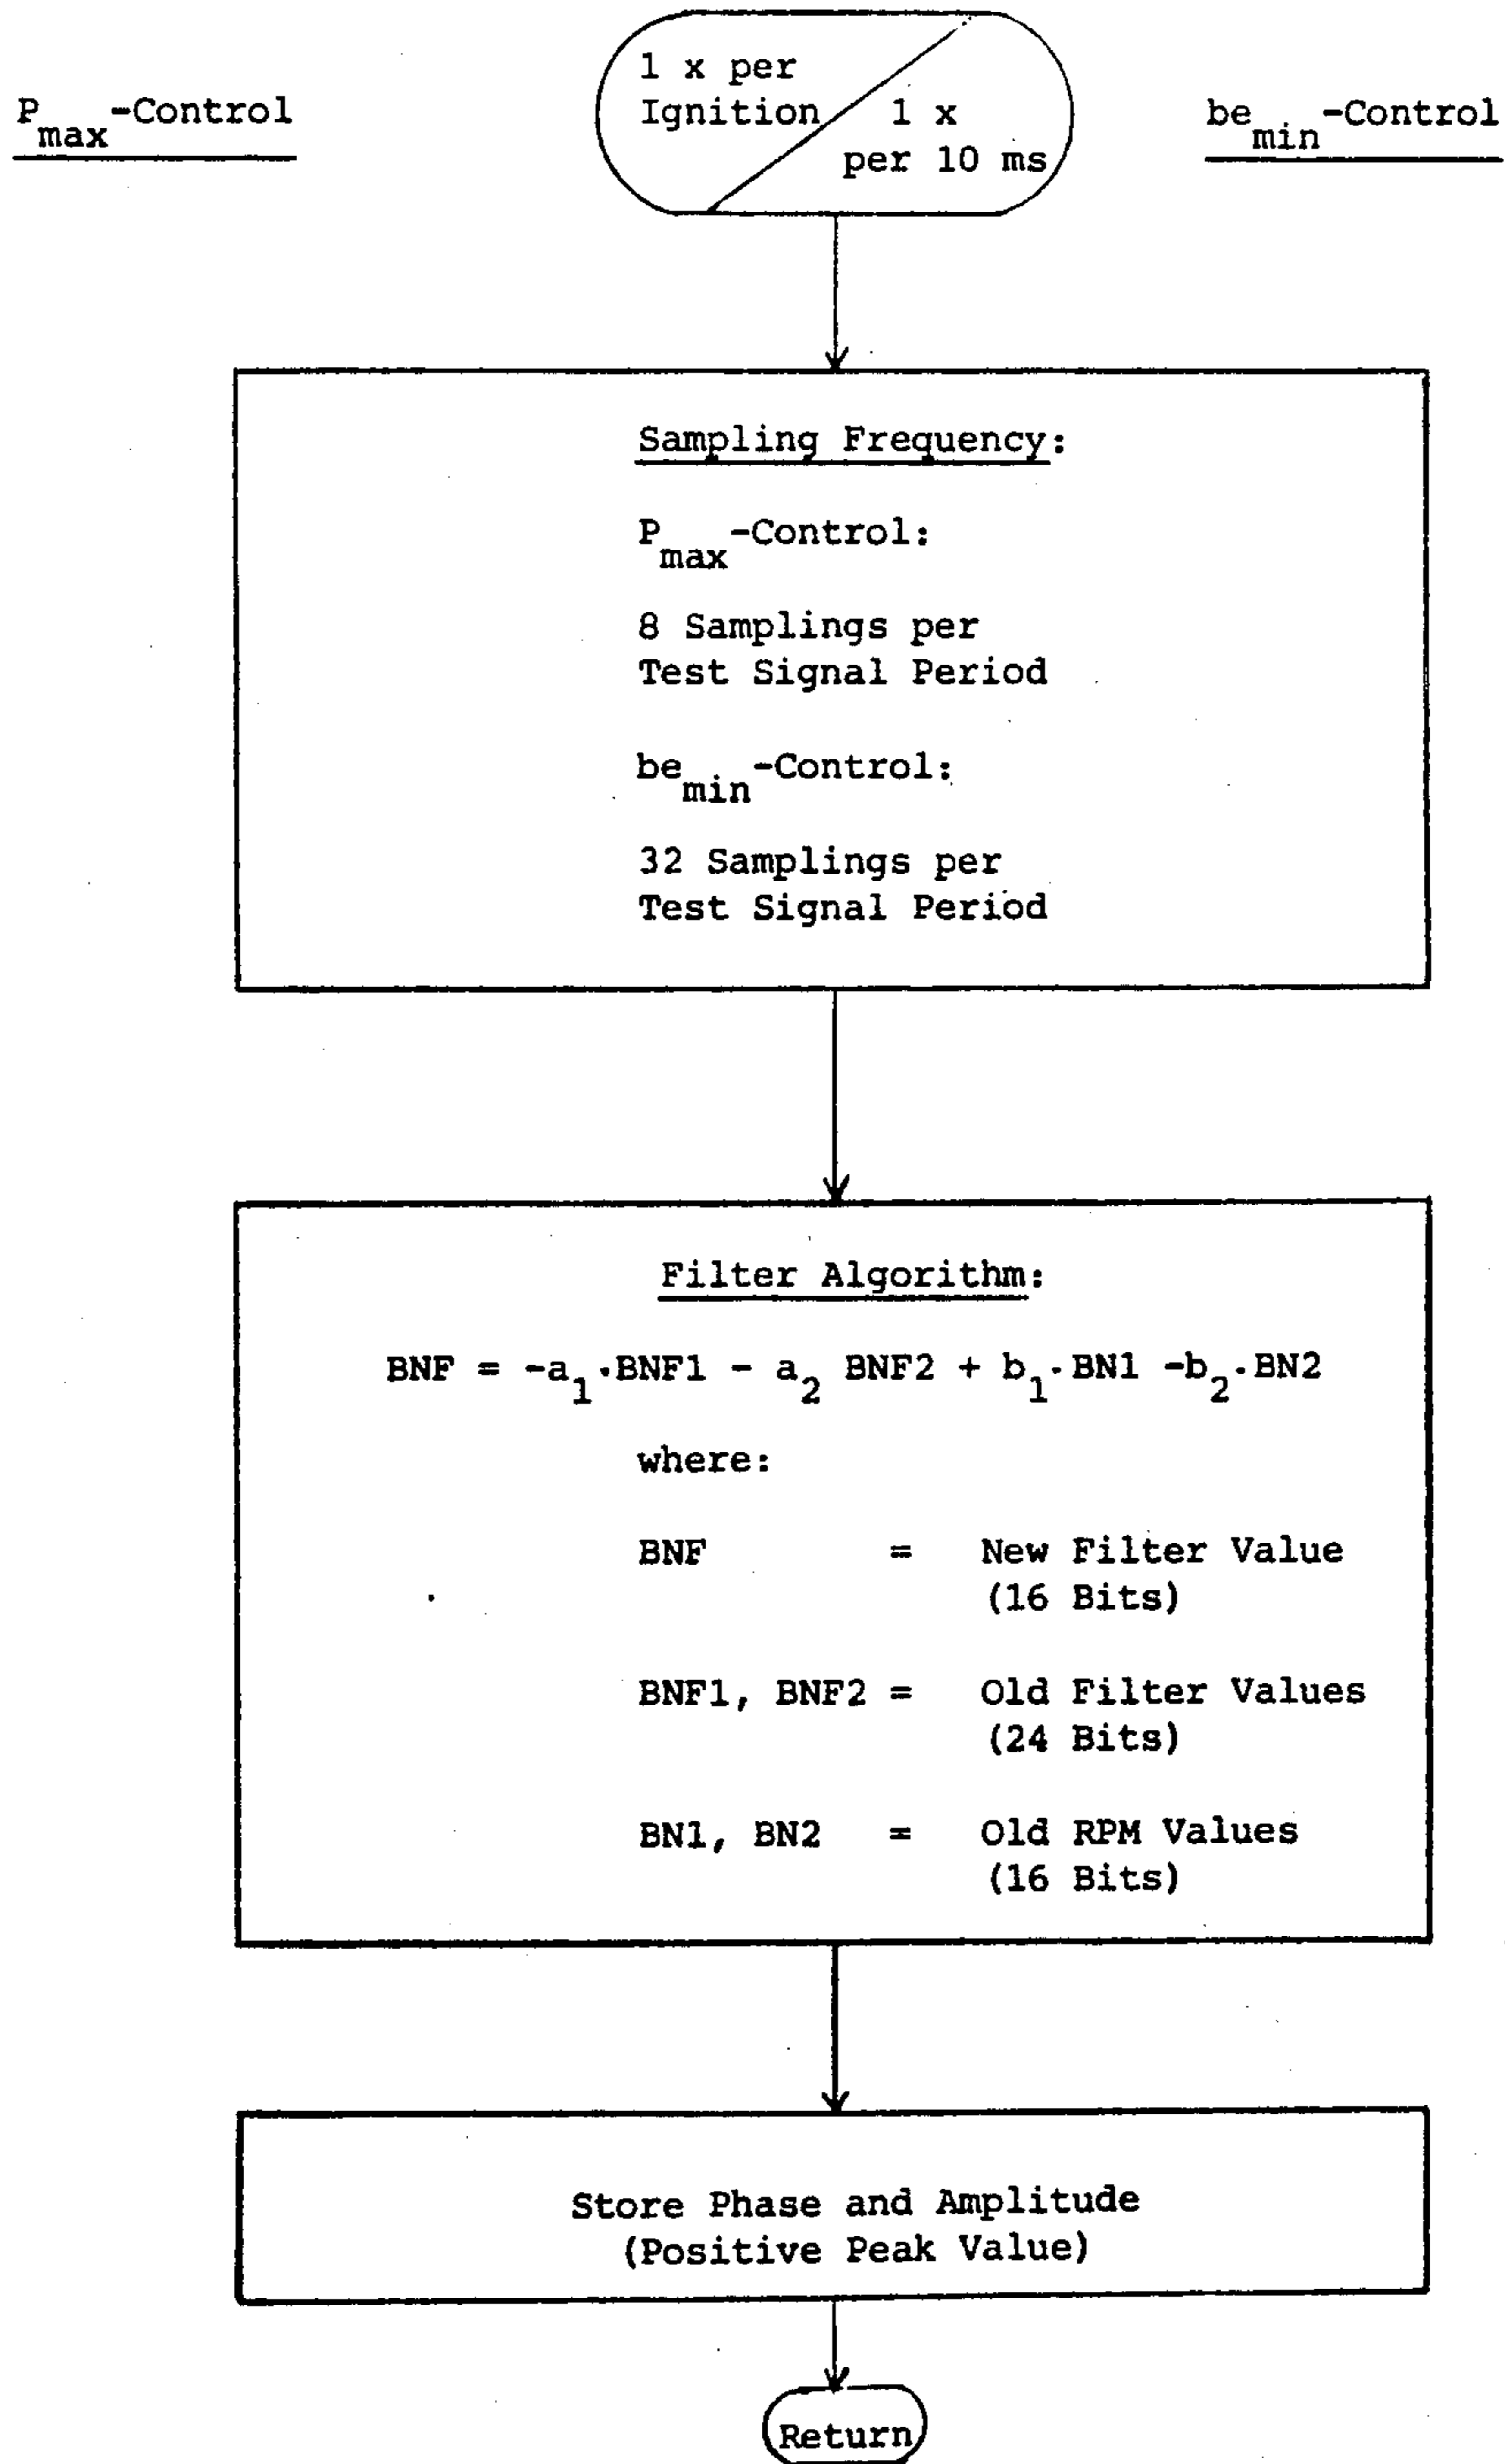 P_max-Control
1 x per
Ignition
1 x
per 10 ms
be_min-Control
Sampling Frequency:
P_max-Control:
8 Samplings per
Test Signal Period
be_min-Control:
32 Samplings per
Test Signal Period
Filter Algorithm:
BNF = -a_1·BNF1 - a_2 BNF2 + b_1·BN1 -b_2·BN2
where:
BNF = New Filter Value
(16 Bits)
BNF1, BNF2 = Old Filter Values
(24 Bits)
BN1, BN2 = Old RPM Values
(16 Bits)
Store Phase and Amplitude
(Positive Peak Value)
Return